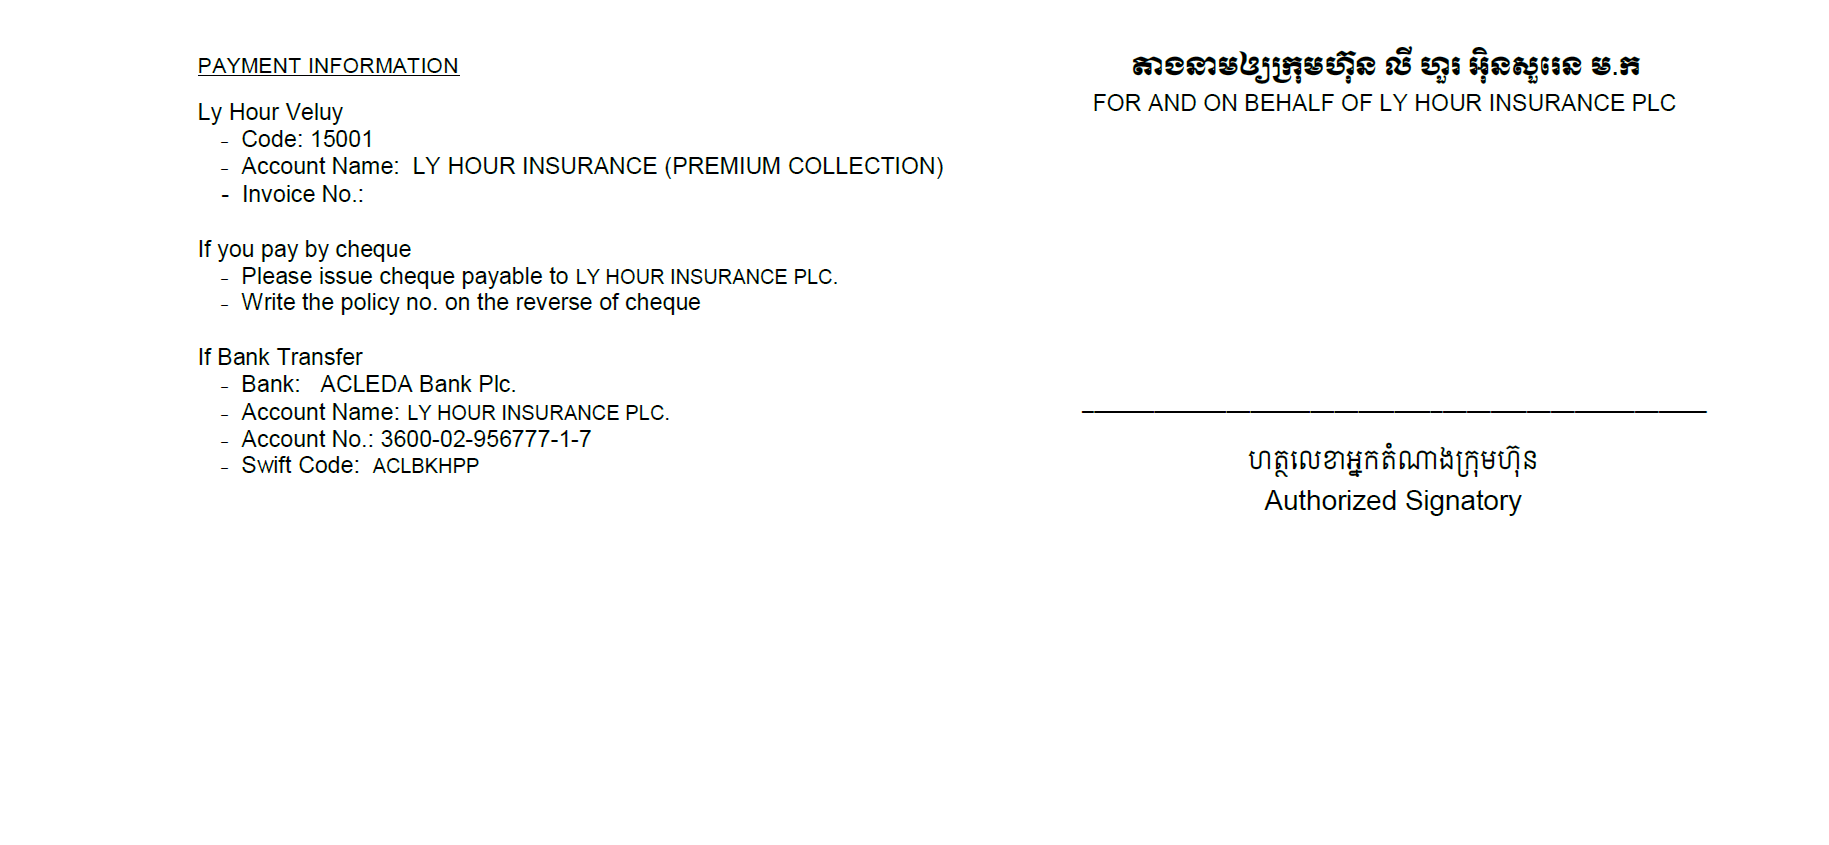 PAYMENT INFORMATION
Ly Hour Veluy
- Code: 15001
- Account Name: LY HOUR INSURANCE (PREMIUM COLLECTION)
- Invoice No.:
If you pay by cheque
- Please issue cheque payable to LY HOUR INSURANCE PLC.
- Write the policy no. on the reverse of cheque
If Bank Transfer
- Bank: ACLEDA Bank Plc.
- Account Name: LY HOUR INSURANCE PLC.
- Account No.: 3600-02-956777-1-7
- Swift Code: ACLBKHPP
តាងនាមឲ្យក្រុមហ៊ុន លី ហួរ អ៊ិនសួរេន ម.ក
FOR AND ON BEHALF OF LY HOUR INSURANCE PLC
ហត្ថលេខាអ្នកតំណាងក្រុមហ៊ុន
Authorized Signatory